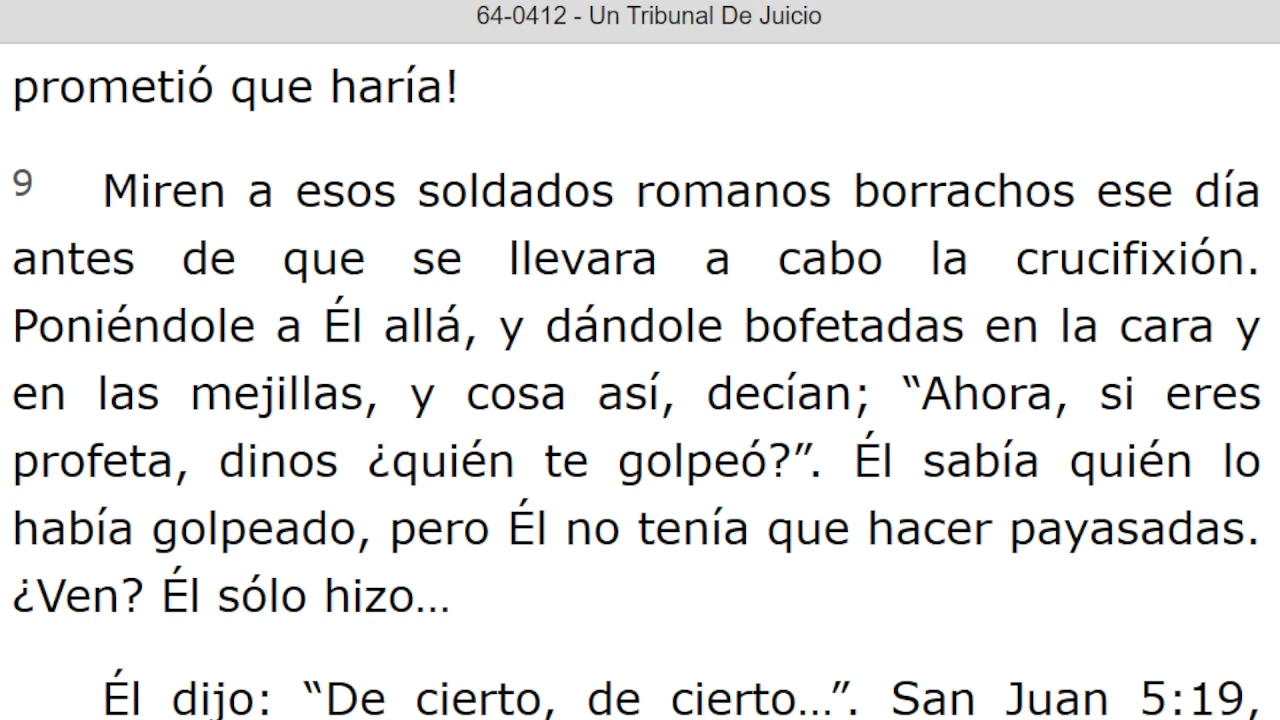 64-0412 - Un Tribunal De Juicio
prometió que haría!
9 Miren a esos soldados romanos borrachos ese día
antes de que se llevara a cabo la crucifixión.
Poniéndole a Él allá, y dándole bofetadas en la cara y
en las mejillas, y cosa así, decían; “Ahora, si eres
profeta, dinos ¿quién te golpeó?”. Él sabía quién lo
había golpeado, pero Él no tenía que hacer payasadas.
¿Ven? Él sólo hizo…
Él dijo: “De cierto, de cierto…”. San Juan 5:19,